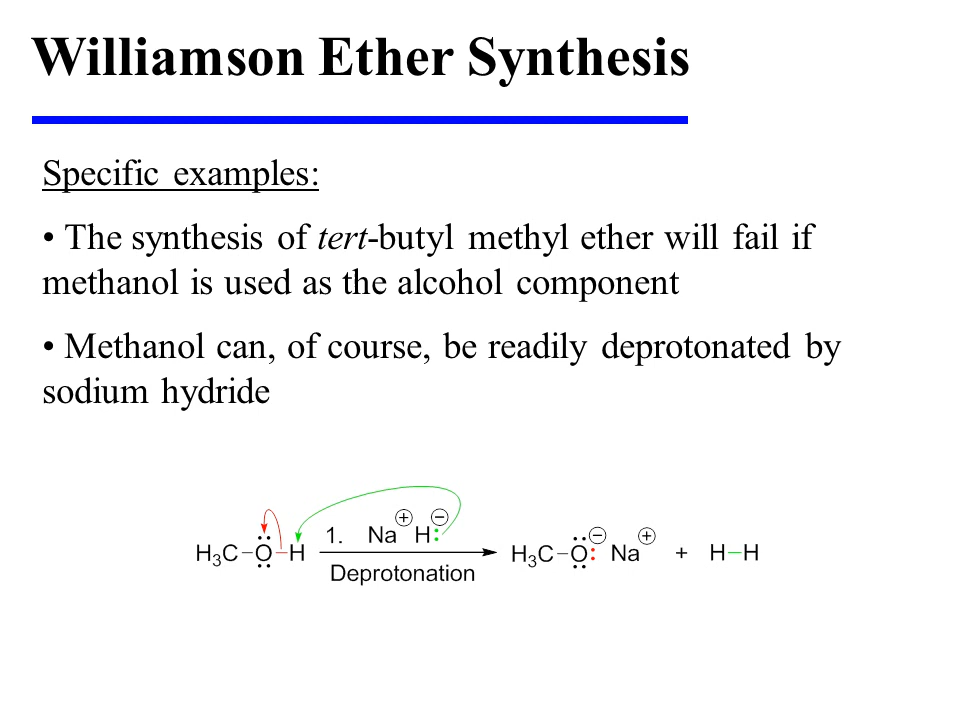 Williamson Ether Synthesis
Specific examples:
• The synthesis of tert-butyl methyl ether will fail if
methanol is used as the alcohol component
• Methanol can, of course, be readily deprotonated by
sodium hydride
H₃C–O–H 1. Na⊕ H⊖: H₃C–O:⊖ Na⊕ + H–H
Deprotonation